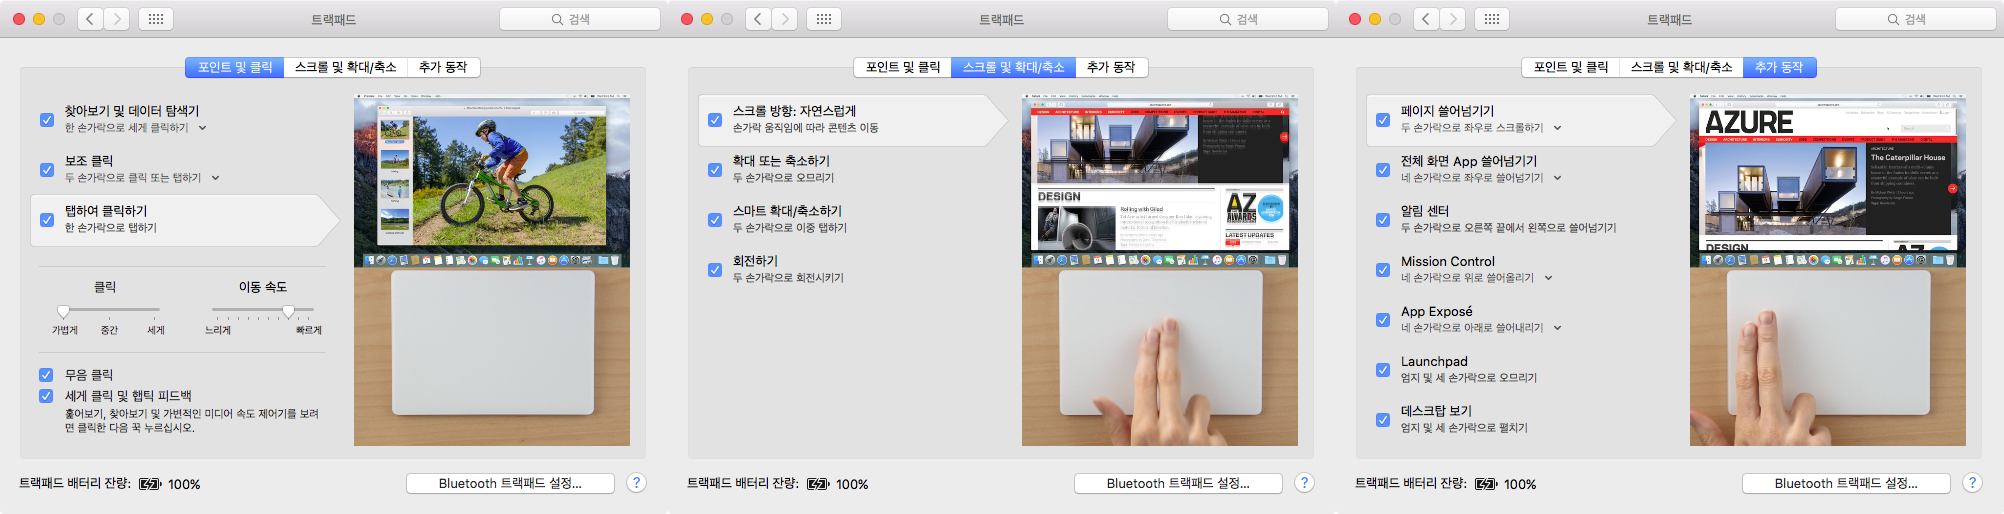 트랙패드
검색
포인트 및 클릭
스크롤 및 확대/축소
추가 동작
찾아보기 및 데이터 탐색기
한 손가락으로 세게 클릭하기
보조 클릭
두 손가락으로 클릭 또는 탭하기
탭하여 클릭하기
한 손가락으로 탭하기
클릭
가볍게 중간 세게
이동 속도
느리게 빠르게
무음 클릭
세게 클릭 및 햅틱 피드백
훑어보기, 찾아보기 및 가변적인 미디어 속도 제어기를 보려
면 클릭한 다음 꾹 누르십시오.
트랙패드 배터리 잔량: 100%
Bluetooth 트랙패드 설정...
?
트랙패드
검색
포인트 및 클릭
스크롤 및 확대/축소
추가 동작
스크롤 방향: 자연스럽게
손가락 움직임에 따라 콘텐츠 이동
확대 또는 축소하기
두 손가락으로 오므리기
스마트 확대/축소하기
두 손가락으로 이중 탭하기
회전하기
두 손가락으로 회전시키기
DESIGN
Rolling with Glad
AZ
AWARDS
LATEST UPDATES
트랙패드 배터리 잔량: 100%
Bluetooth 트랙패드 설정...
?
트랙패드
검색
포인트 및 클릭
스크롤 및 확대/축소
추가 동작
페이지 쓸어넘기기
두 손가락으로 좌우로 스크롤하기
전체 화면 App 쓸어넘기기
네 손가락으로 좌우로 쓸어넘기기
알림 센터
두 손가락으로 오른쪽 끝에서 왼쪽으로 쓸어넘기기
Mission Control
네 손가락으로 위로 쓸어올리기
App Exposé
네 손가락으로 아래로 쓸어내리기
Launchpad
엄지 및 세 손가락으로 오므리기
데스크탑 보기
엄지 및 세 손가락으로 펼치기
AZURE
ARCHITECTURE
The Caterpillar House
DESIGN
트랙패드 배터리 잔량: 100%
Bluetooth 트랙패드 설정...
?